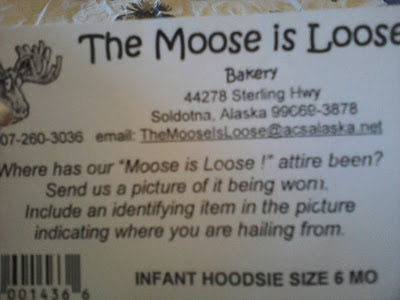 The Moose is Loose
Bakery
44278 Sterling Hwy
Soldotna, Alaska 99669-3878
07-260-3036 email: TheMooseIsLoose@acsalaska.net
Where has our "Moose is Loose !" attire been?
Send us a picture of it being worn.
Include an identifying item in the picture
indicating where you are hailing from.
INFANT HOODSIE SIZE 6 MO
001436 6